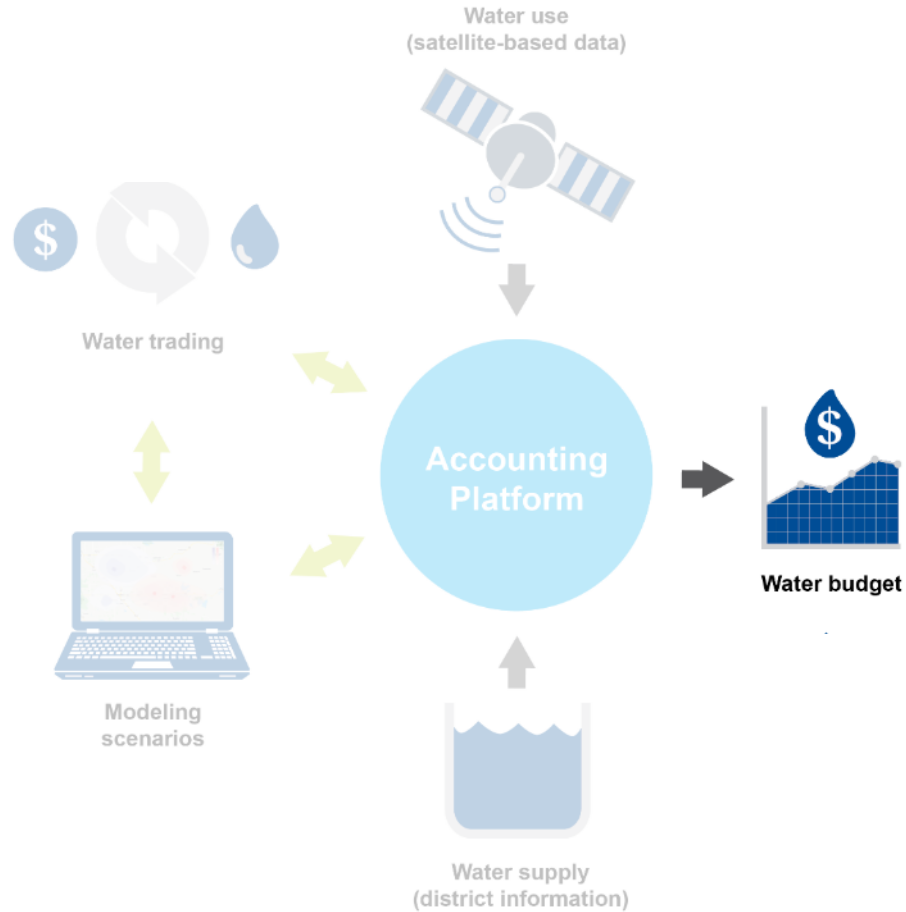 Water use
(satellite-based data)
$
Water trading
Accounting
Platform
$
Water budget
Modeling
scenarios
Water supply
(district information)